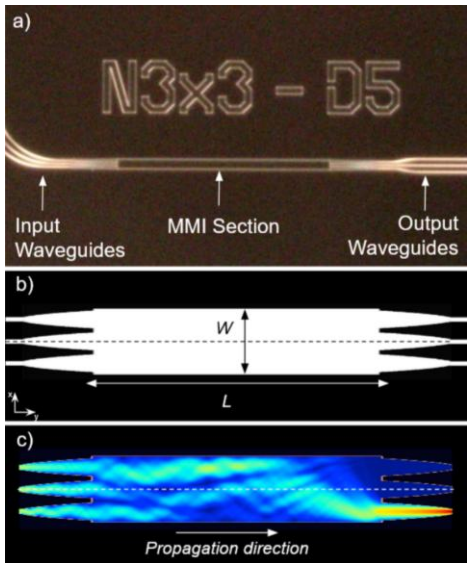 a)
N3x3 - D5
Input
Waveguides
MMI Section
Output
Waveguides
b)
W
L
x
y
c)
Propagation direction